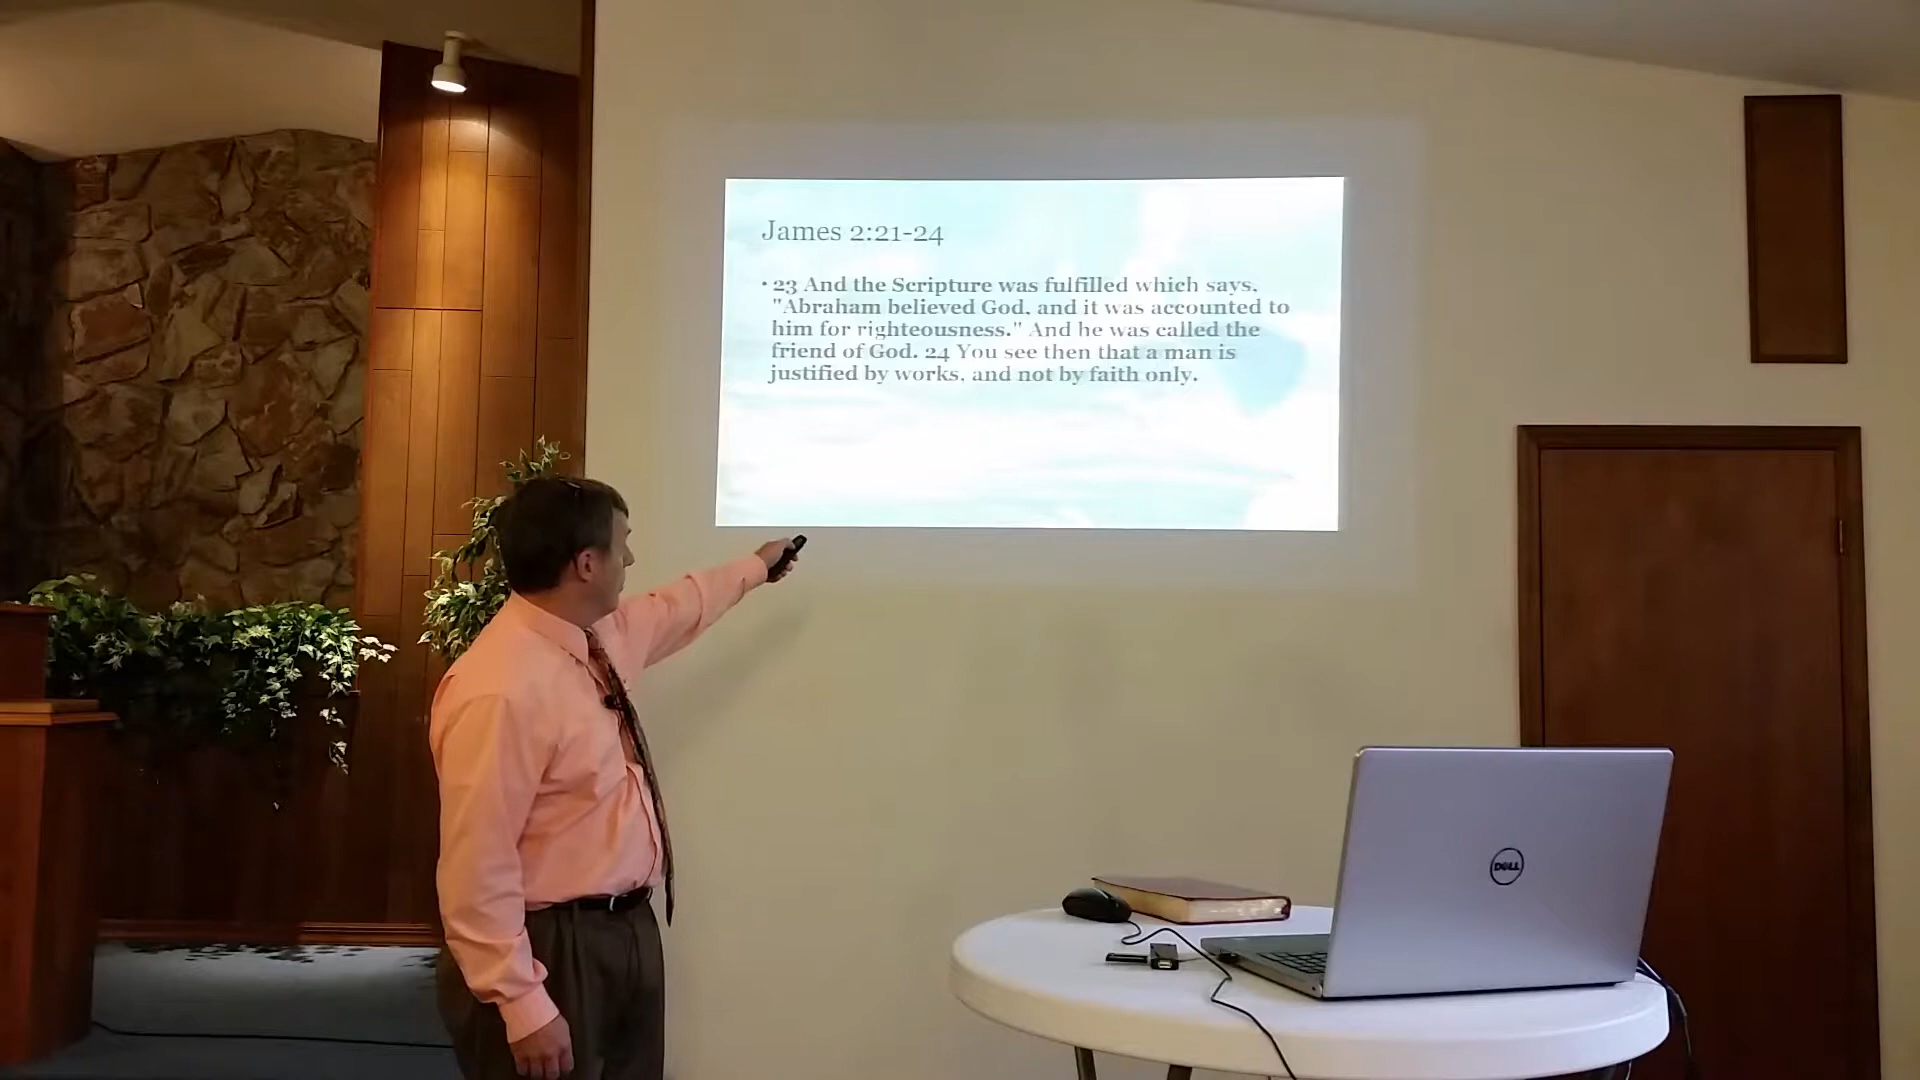 James 2:21-24
• 23 And the Scripture was fulfilled which says,
"Abraham believed God, and it was accounted to
him for righteousness." And he was called the
friend of God. 24 You see then that a man is
justified by works, and not by faith only.
DELL